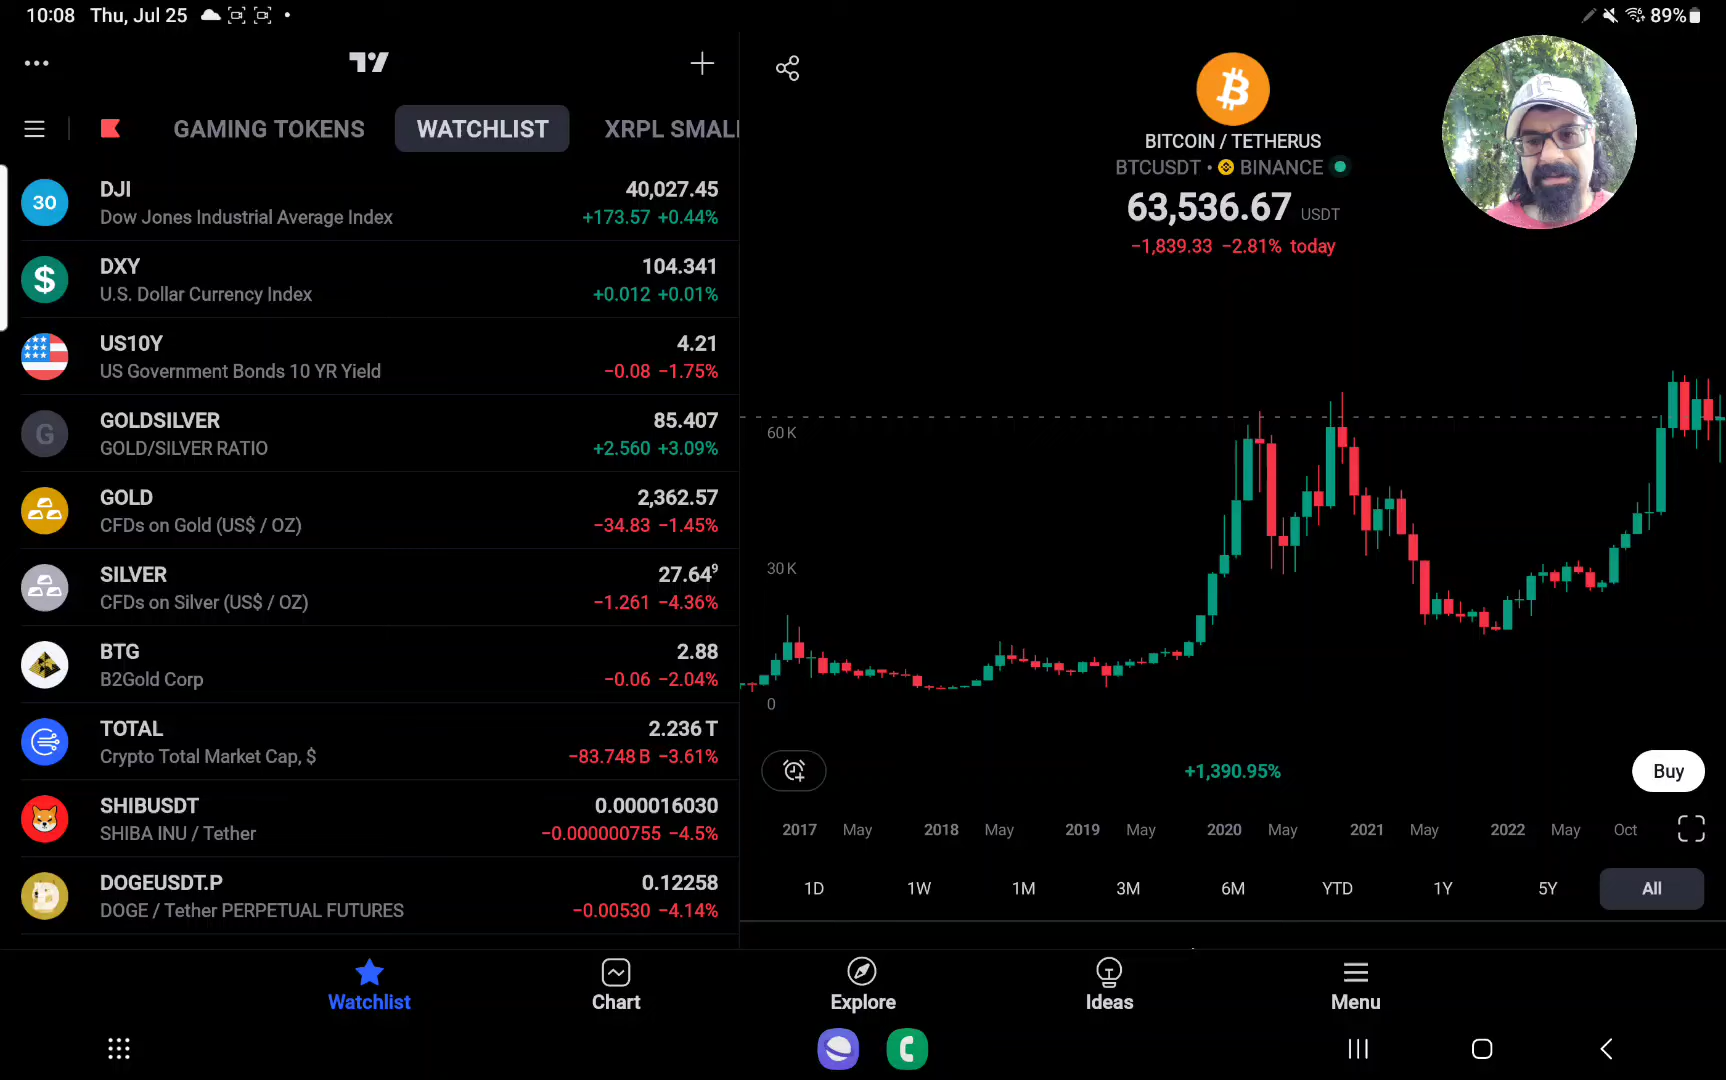 10:08 Thu, Jul 25
89%
GAMING TOKENS
WATCHLIST
XRPL SMAL
30
DJI
40,027.45
Dow Jones Industrial Average Index
+173.57 +0.44%
DXY
104.341
U.S. Dollar Currency Index
+0.012 +0.01%
US10Y
4.21
US Government Bonds 10 YR Yield
−0.08 −1.75%
G
GOLDSILVER
85.407
GOLD/SILVER RATIO
+2.560 +3.09%
GOLD
2,362.57
CFDs on Gold (US$ / OZ)
−34.83 −1.45%
SILVER
27.64⁹
CFDs on Silver (US$ / OZ)
−1.261 −4.36%
BTG
2.88
B2Gold Corp
−0.06 −2.04%
TOTAL
2.236 T
Crypto Total Market Cap, $
−83.748 B −3.61%
SHIBUSDT
0.000016030
SHIBA INU / Tether
−0.000000755 −4.5%
DOGEUSDT.P
0.12258
DOGE / Tether PERPETUAL FUTURES
−0.00530 −4.14%
BITCOIN / TETHERUS
BTCUSDT • BINANCE
63,536.67 USDT
−1,839.33 −2.81% today
60 K
30 K
0
+1,390.95%
Buy
2017 May 2018 May 2019 May 2020 May 2021 May 2022 May Oct
1D 1W 1M 3M 6M YTD 1Y 5Y All
Watchlist
Chart
Explore
Ideas
Menu